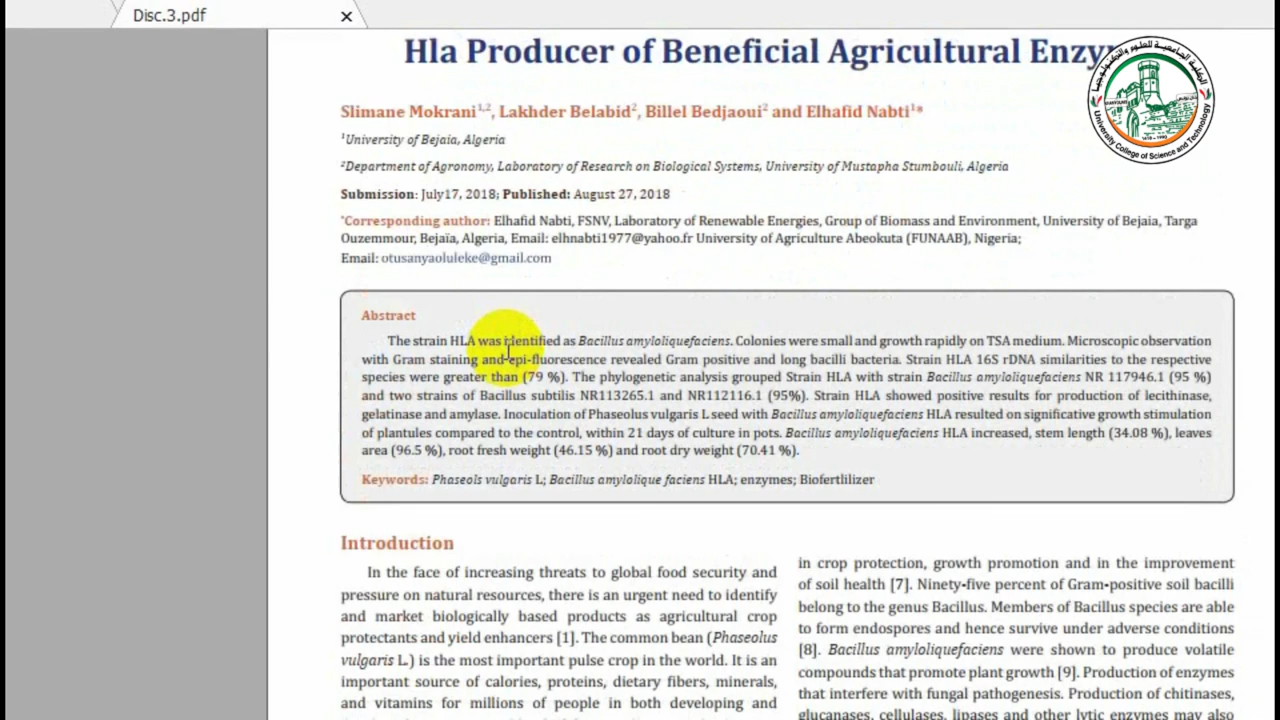 Disc.3.pdf
Hla Producer of Beneficial Agricultural
Slimane Mokrani1,2, Lakhder Belabid2, Billel Bedjaoui2 and Elhafid Nabti1*
1University of Bejaia, Algeria
2Department of Agronomy, Laboratory of Research on Biological Systems, University of Mustapha Stumbouli, Algeria
Submission: July17, 2018; Published: August 27, 2018
*Corresponding author: Elhafid Nabti, FSNV, Laboratory of Renewable Energies, Group of Biomass and Environment, University of Bejaia, Targa
Ouzemmour, Bejaïa, Algeria, Email: elhnabti1977@yahoo.fr University of Agriculture Abeokuta (FUNAAB), Nigeria;
Email: otusanyaoluleke@gmail.com
University College of Science and Technology
Abstract
The strain HLA was identified as Bacillus amyloliquefaciens. Colonies were small and growth rapidly on TSA medium. Microscopic observation
with Gram staining and epi-fluorescence revealed Gram positive and long bacilli bacteria. Strain HLA 16S rDNA similarities to the respective
species were greater than (79 %). The phylogenetic analysis grouped Strain HLA with strain Bacillus amyloliquefaciens NR 117946.1 (95 %)
and two strains of Bacillus subtilis NR113265.1 and NR112116.1 (95%). Strain HLA showed positive results for production of lecithinase,
gelatinase and amylase. Inoculation of Phaseolus vulgaris L seed with Bacillus amyloliquefaciens HLA resulted on significative growth stimulation
of plantules compared to the control, within 21 days of culture in pots. Bacillus amyloliquefaciens HLA increased, stem length (34.08 %), leaves
area (96.5 %), root fresh weight (46.15 %) and root dry weight (70.41 %).
Keywords: Phaseols vulgaris L; Bacillus amylolique faciens HLA; enzymes; Biofertlilizer
Introduction
In the face of increasing threats to global food security and
pressure on natural resources, there is an urgent need to identify
and market biologically based products as agricultural crop
protectants and yield enhancers [1]. The common bean (Phaseolus
vulgaris L.) is the most important pulse crop in the world. It is an
important source of calories, proteins, dietary fibers, minerals,
and vitamins for millions of people in both developing and
in crop protection, growth promotion and in the improvement
of soil health [7]. Ninety-five percent of Gram-positive soil bacilli
belong to the genus Bacillus. Members of Bacillus species are able
to form endospores and hence survive under adverse conditions
[8]. Bacillus amyloliquefaciens were shown to produce volatile
compounds that promote plant growth [9]. Production of enzymes
that interfere with fungal pathogenesis. Production of chitinases,
glucanases, cellulases, lipases and other lytic enzymes may also